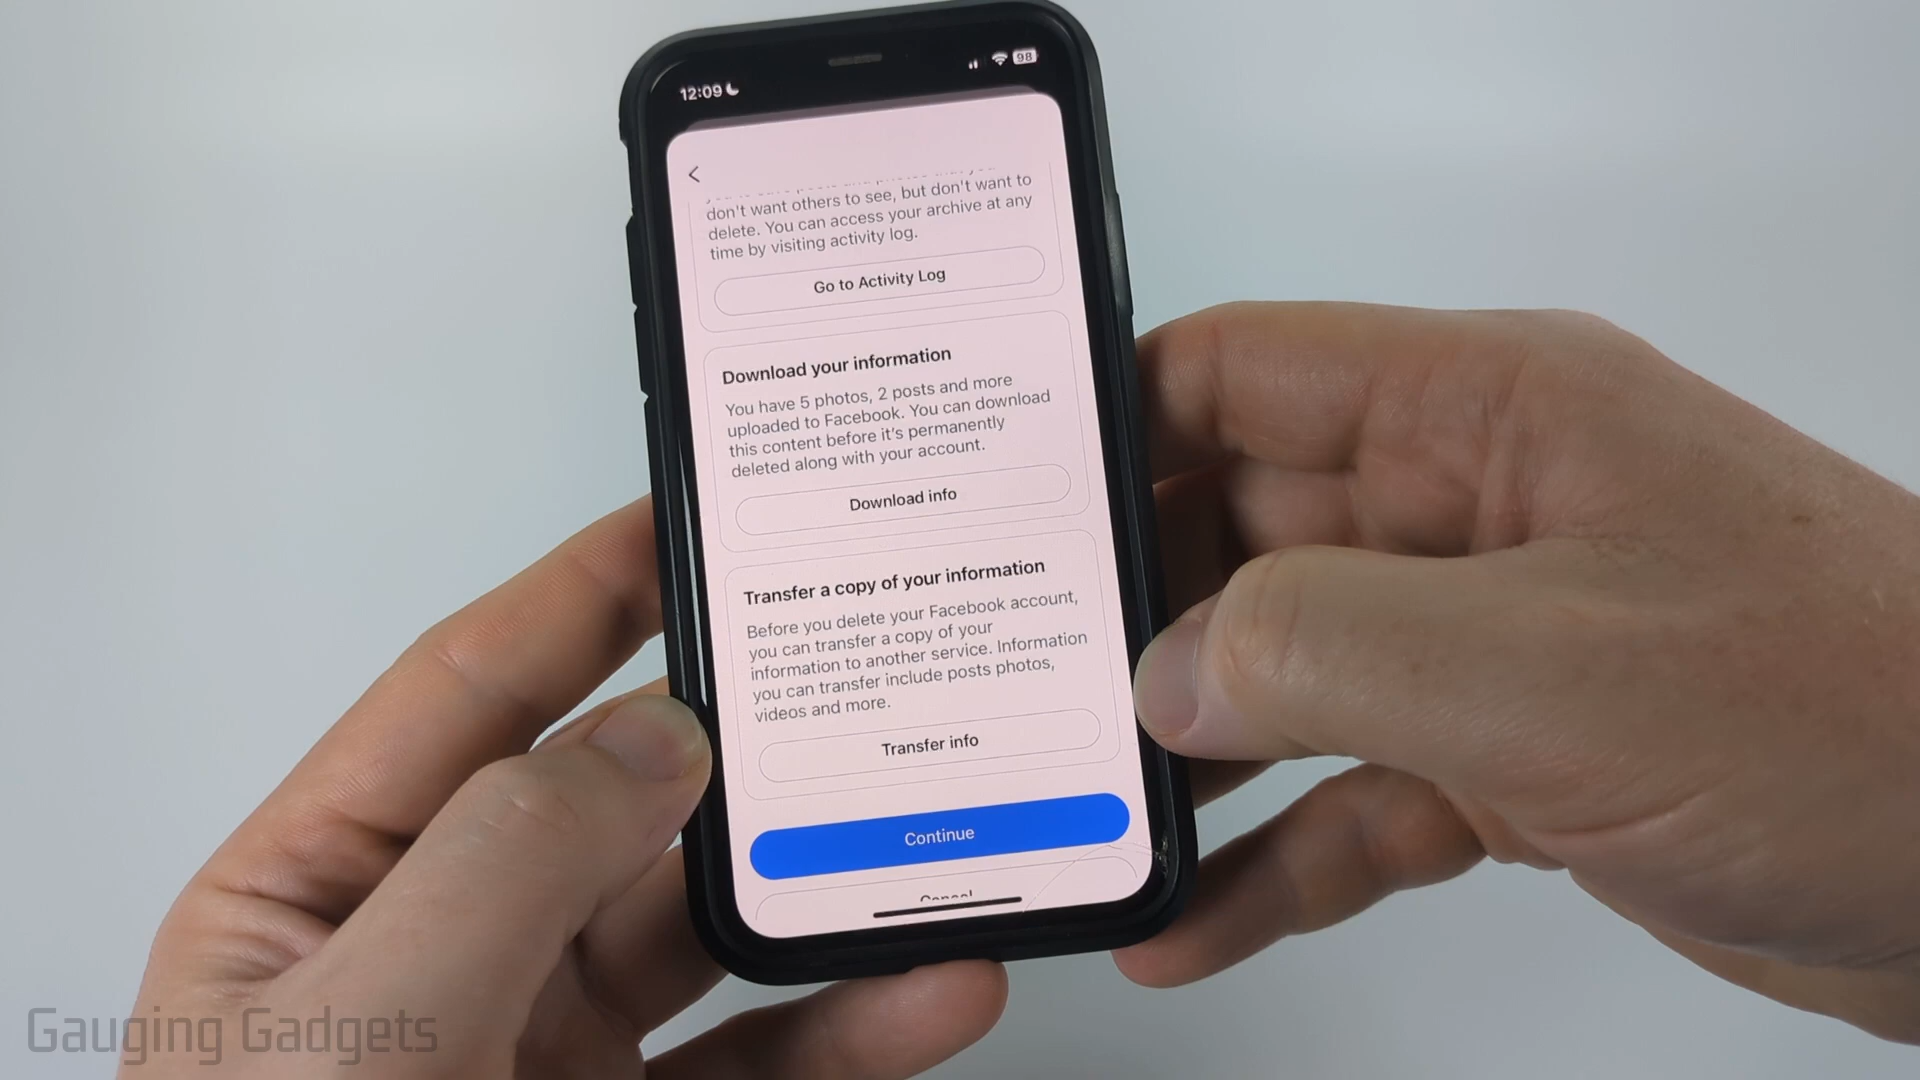 12:09
98
don't want others to see, but don't want to
delete. You can access your archive at any
time by visiting activity log.
Go to Activity Log
Download your information
You have 5 photos, 2 posts and more
uploaded to Facebook. You can download
this content before it's permanently
deleted along with your account.
Download info
Transfer a copy of your information
Before you delete your Facebook account,
you can transfer a copy of your
information to another service. Information
you can transfer include posts photos,
videos and more.
Transfer info
Continue
Cancel
Gauging Gadgets